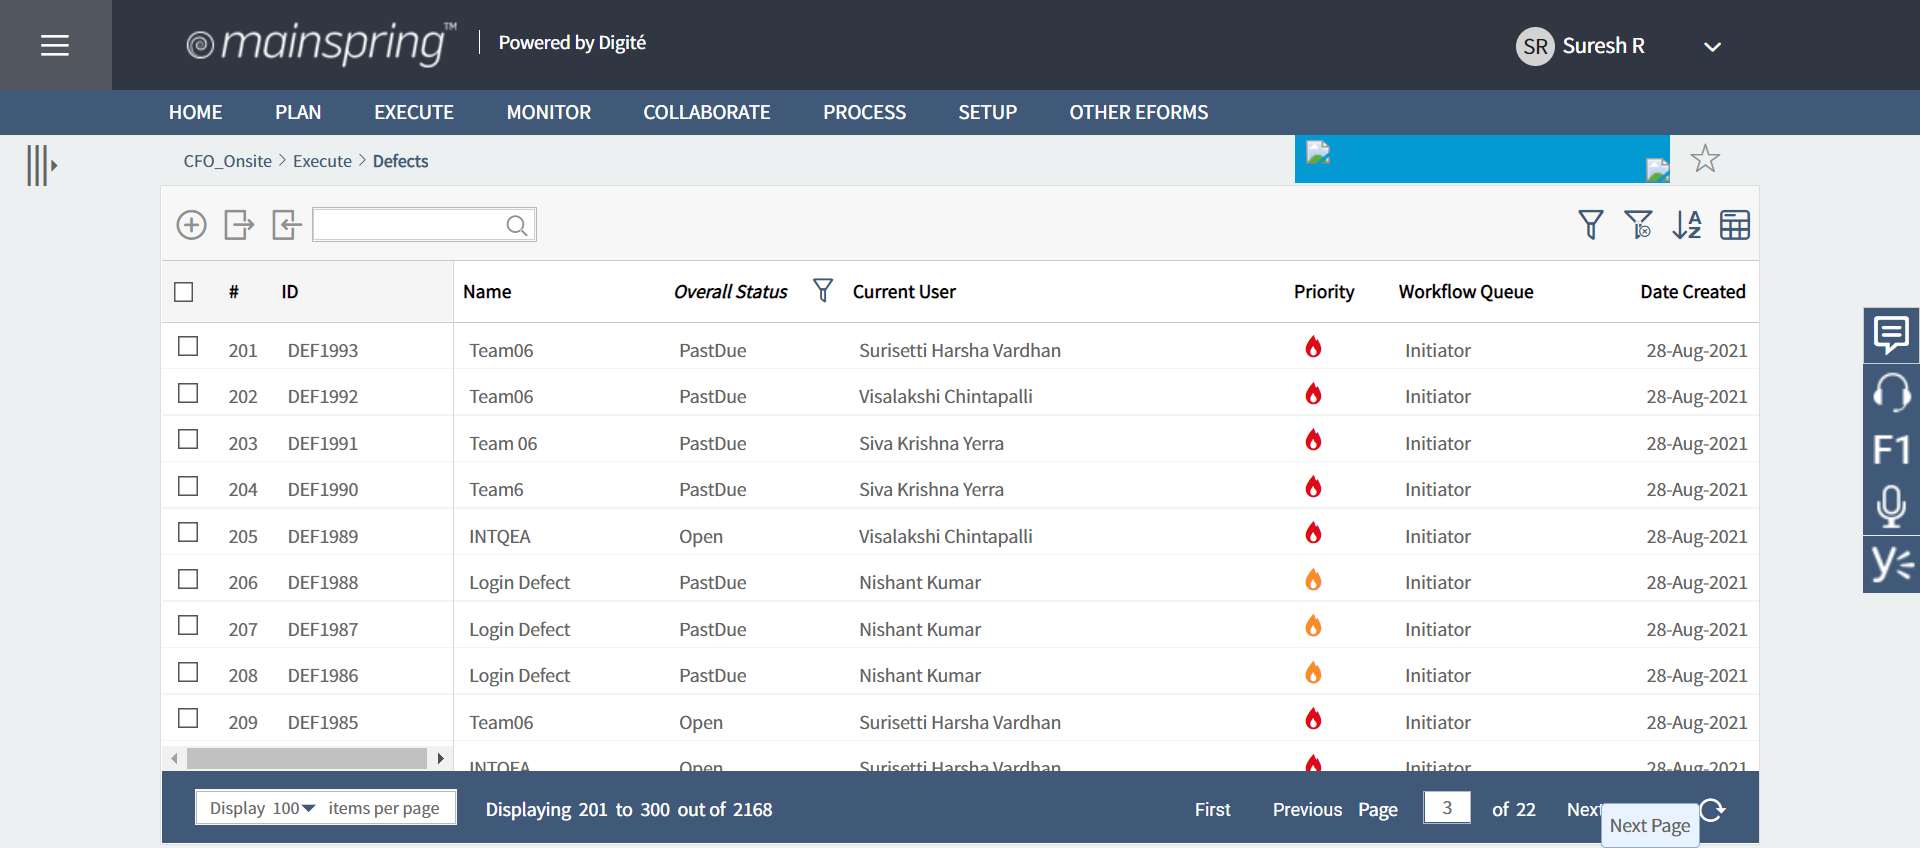 mainspring™ Powered by Digité
SR Suresh R
HOME PLAN EXECUTE MONITOR COLLABORATE PROCESS SETUP OTHER EFORMS
CFO_Onsite > Execute > Defects
# ID Name Overall Status Current User Priority Workflow Queue Date Created
201 DEF1993 Team06 PastDue Surisetti Harsha Vardhan Initiator 28-Aug-2021
202 DEF1992 Team06 PastDue Visalakshi Chintapalli Initiator 28-Aug-2021
203 DEF1991 Team 06 PastDue Siva Krishna Yerra Initiator 28-Aug-2021
204 DEF1990 Team6 PastDue Siva Krishna Yerra Initiator 28-Aug-2021
205 DEF1989 INTQEA Open Visalakshi Chintapalli Initiator 28-Aug-2021
206 DEF1988 Login Defect PastDue Nishant Kumar Initiator 28-Aug-2021
207 DEF1987 Login Defect PastDue Nishant Kumar Initiator 28-Aug-2021
208 DEF1986 Login Defect PastDue Nishant Kumar Initiator 28-Aug-2021
209 DEF1985 Team06 Open Surisetti Harsha Vardhan Initiator 28-Aug-2021
INTQEA Open Surisetti Harsha Vardhan Initiator 28-Aug-2021
Display 100 items per page Displaying 201 to 300 out of 2168 First Previous Page 3 of 22 Next
Next Page
F1